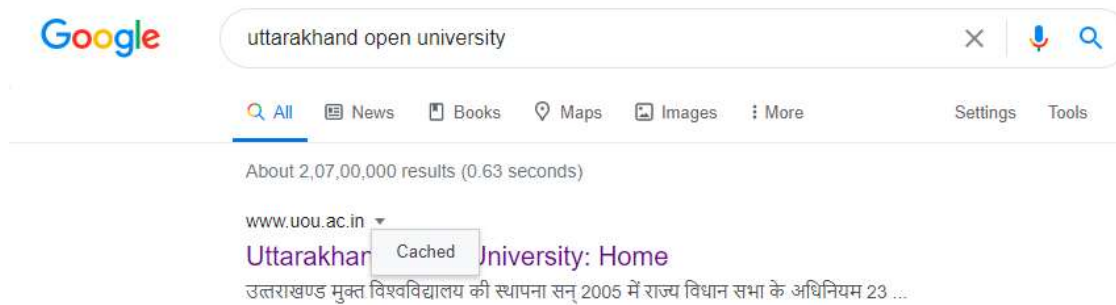 Google
uttarakhand open university
All News Books Maps Images More Settings Tools
About 2,07,00,000 results (0.63 seconds)
www.uou.ac.in
Cached
Uttarakhan University: Home
उत्तराखण्ड मुक्त विश्वविद्यालय की स्थापना सन् 2005 में राज्य विधान सभा के अधिनियम 23 ...